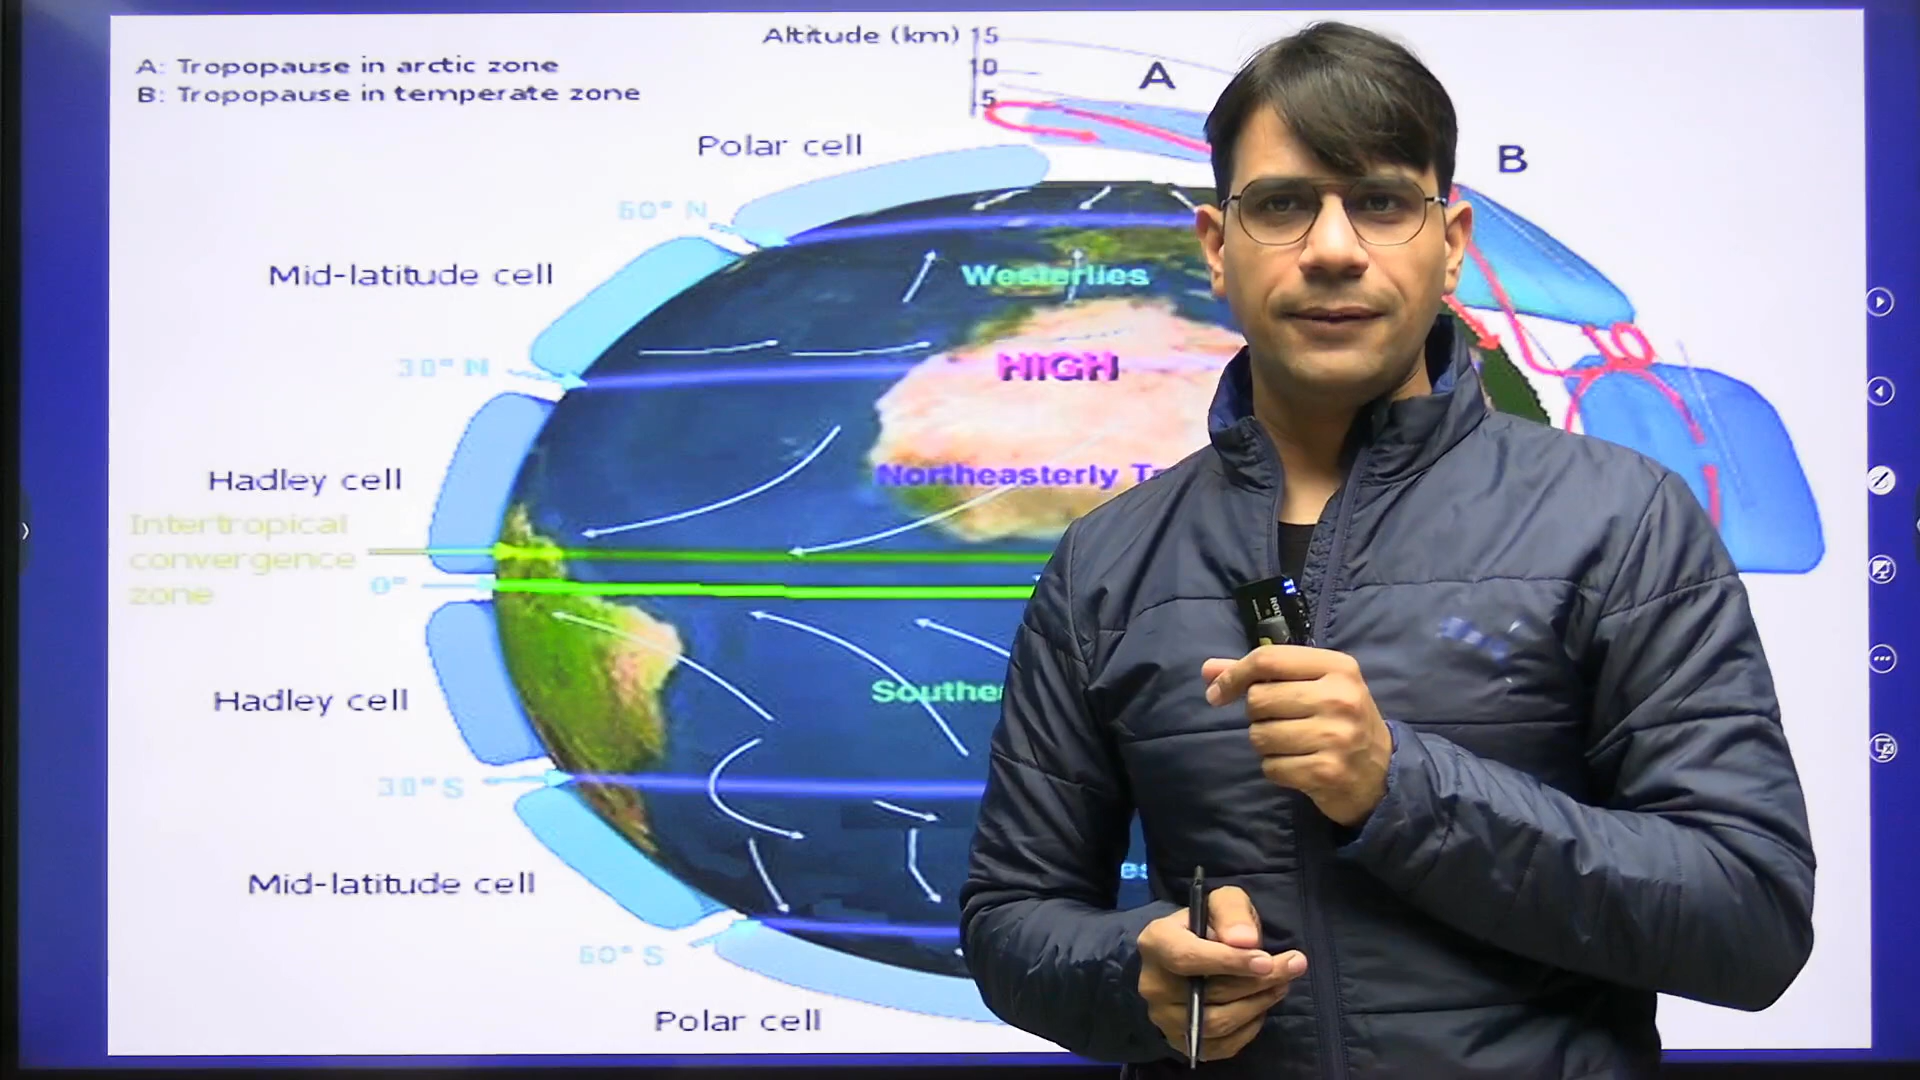 Altitude (km) 15
10
5
A: Tropopause in arctic zone
B: Tropopause in temperate zone
A
B
Polar cell
60° N
Mid-latitude cell
Westerlies
30° N
HIGH
Hadley cell
Northeasterly
Intertropical
convergence
zone
0°
Hadley cell
30° S
Mid-latitude cell
60° S
Polar cell